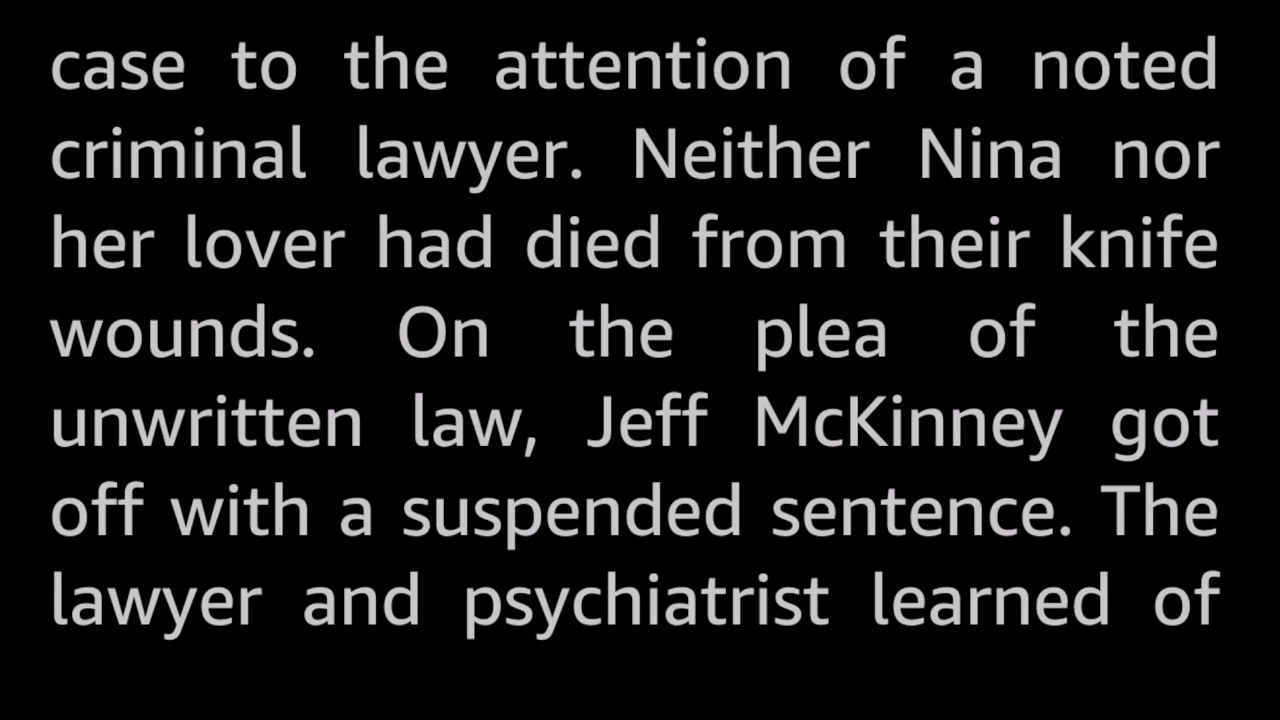 case to the attention of a noted
criminal lawyer. Neither Nina nor
her lover had died from their knife
wounds. On the plea of the
unwritten law, Jeff McKinney got
off with a suspended sentence. The
lawyer and psychiatrist learned of